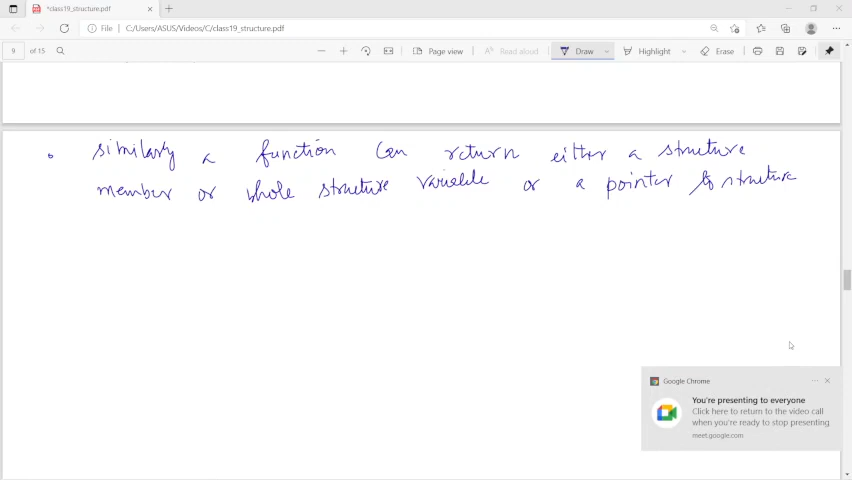 *class19_structure.pdf
File C:/Users/ASUS/Videos/C/class19_structure.pdf
9 of 15 Page view Read aloud Draw Highlight Erase
• similarly a function can return either a structure
member or whole structure variable or a pointer to structure
Google Chrome
You're presenting to everyone
Click here to return to the video call
when you're ready to stop presenting
meet.google.com